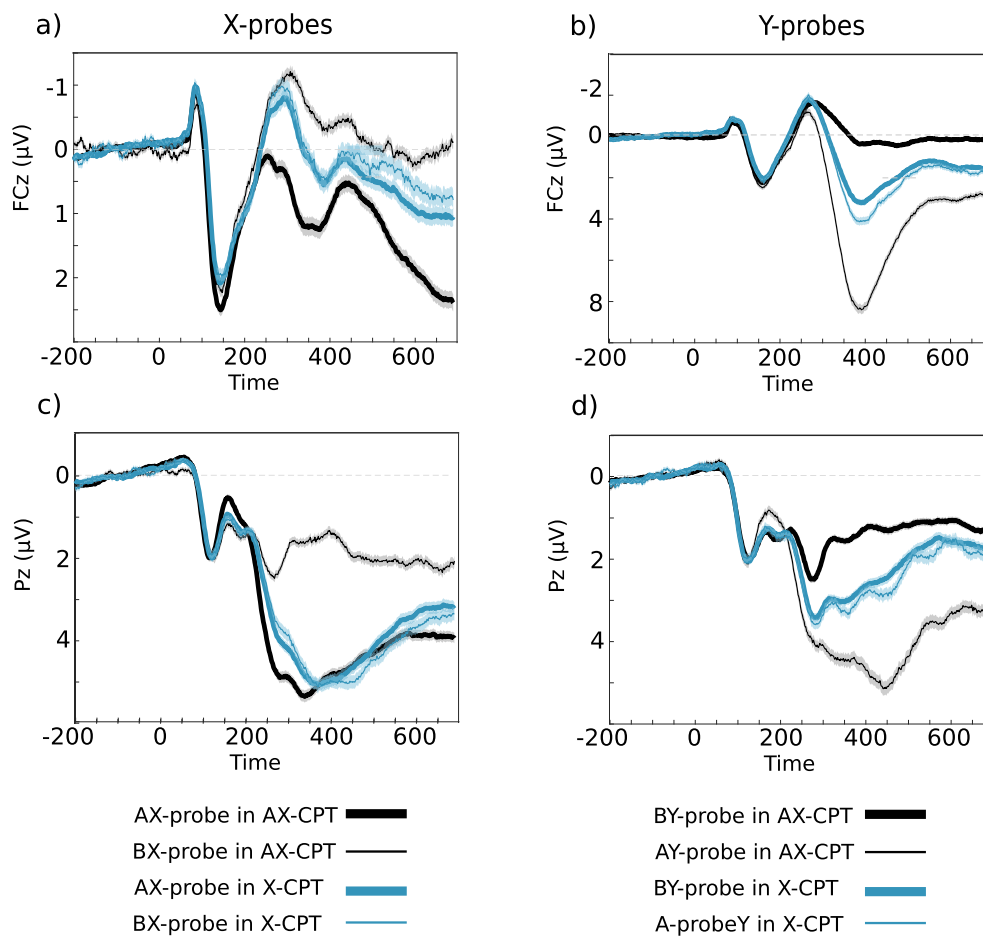 a) X-probes
b) Y-probes
-1
0
1
2
FCz (µV)
-200 0 200 400 600
Time
-2
0
2
4
8
FCz (µV)
-200 0 200 400 600
Time
c)
0
2
4
Pz (µV)
-200 0 200 400 600
Time
d)
0
2
4
Pz (µV)
-200 0 200 400 600
Time
AX-probe in AX-CPT
BX-probe in AX-CPT
AX-probe in X-CPT
BX-probe in X-CPT
BY-probe in AX-CPT
AY-probe in AX-CPT
BY-probe in X-CPT
A-probeY in X-CPT